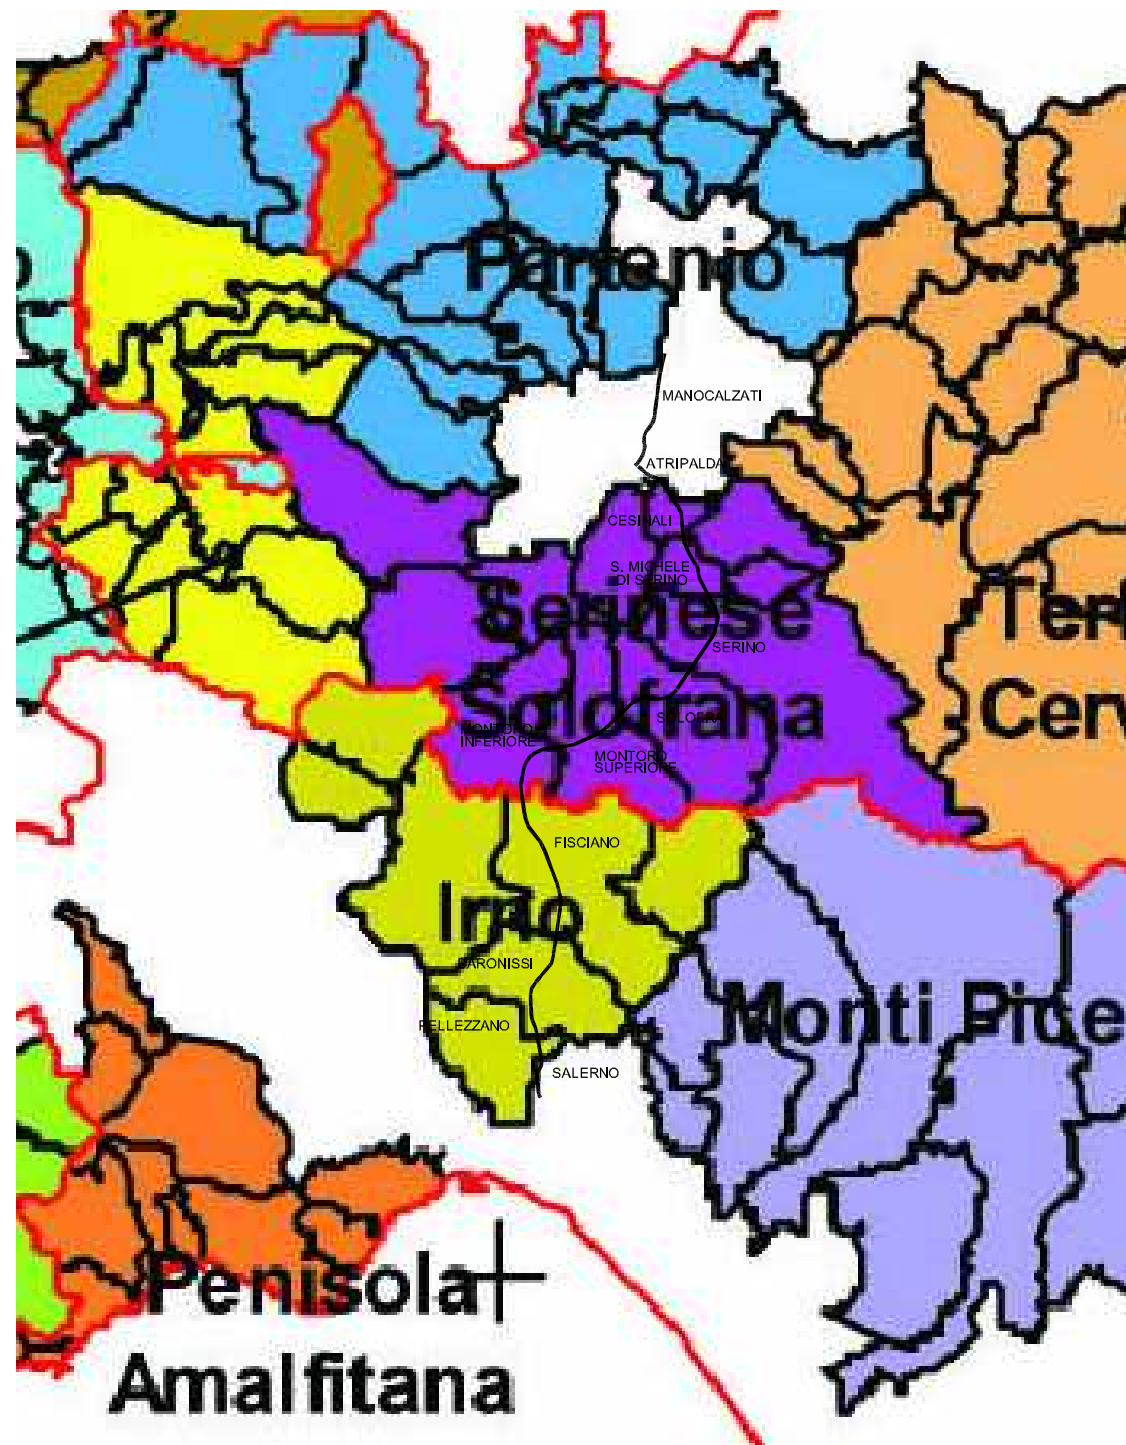 Partenio
MANOCALZATI
ATRIPALDA
CESINALI
S. MICHELE
DI SERINO
Serinese
SERINO
Solofrana
SOLOFRA
MONTORO
INFERIORE
MONTORO
SUPERIORE
Ter
Cerv
FISCIANO
Irno
BARONISSI
PELLEZZANO
SALERNO
Monti Pice
Penisola
Amalfitana